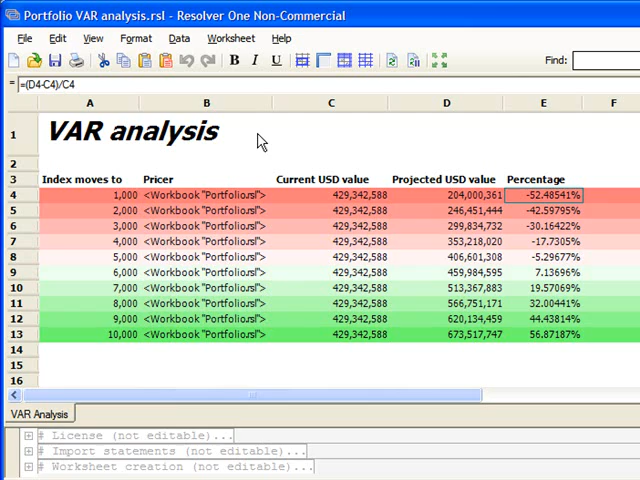 Portfolio VAR analysis.rsl - Resolver One Non-Commercial
File Edit View Format Data Worksheet Help
B I U Find:
= =(D4-C4)/C4
A B C D E F
1 VAR analysis
2
3 Index moves to Pricer Current USD value Projected USD value Percentage
4 1,000 <Workbook "Portfolio.rsl"> 429,342,588 204,000,361 -52.48541%
5 2,000 <Workbook "Portfolio.rsl"> 429,342,588 246,451,444 -42.59795%
6 3,000 <Workbook "Portfolio.rsl"> 429,342,588 299,834,732 -30.16422%
7 4,000 <Workbook "Portfolio.rsl"> 429,342,588 353,218,020 -17.7305%
8 5,000 <Workbook "Portfolio.rsl"> 429,342,588 406,601,308 -5.29677%
9 6,000 <Workbook "Portfolio.rsl"> 429,342,588 459,984,595 7.13696%
10 7,000 <Workbook "Portfolio.rsl"> 429,342,588 513,367,883 19.57069%
11 8,000 <Workbook "Portfolio.rsl"> 429,342,588 566,751,171 32.00441%
12 9,000 <Workbook "Portfolio.rsl"> 429,342,588 620,134,459 44.43814%
13 10,000 <Workbook "Portfolio.rsl"> 429,342,588 673,517,747 56.87187%
14
15
16
VAR Analysis
# License (not editable)...
# Import statements (not editable)...
# Worksheet creation (not editable)...